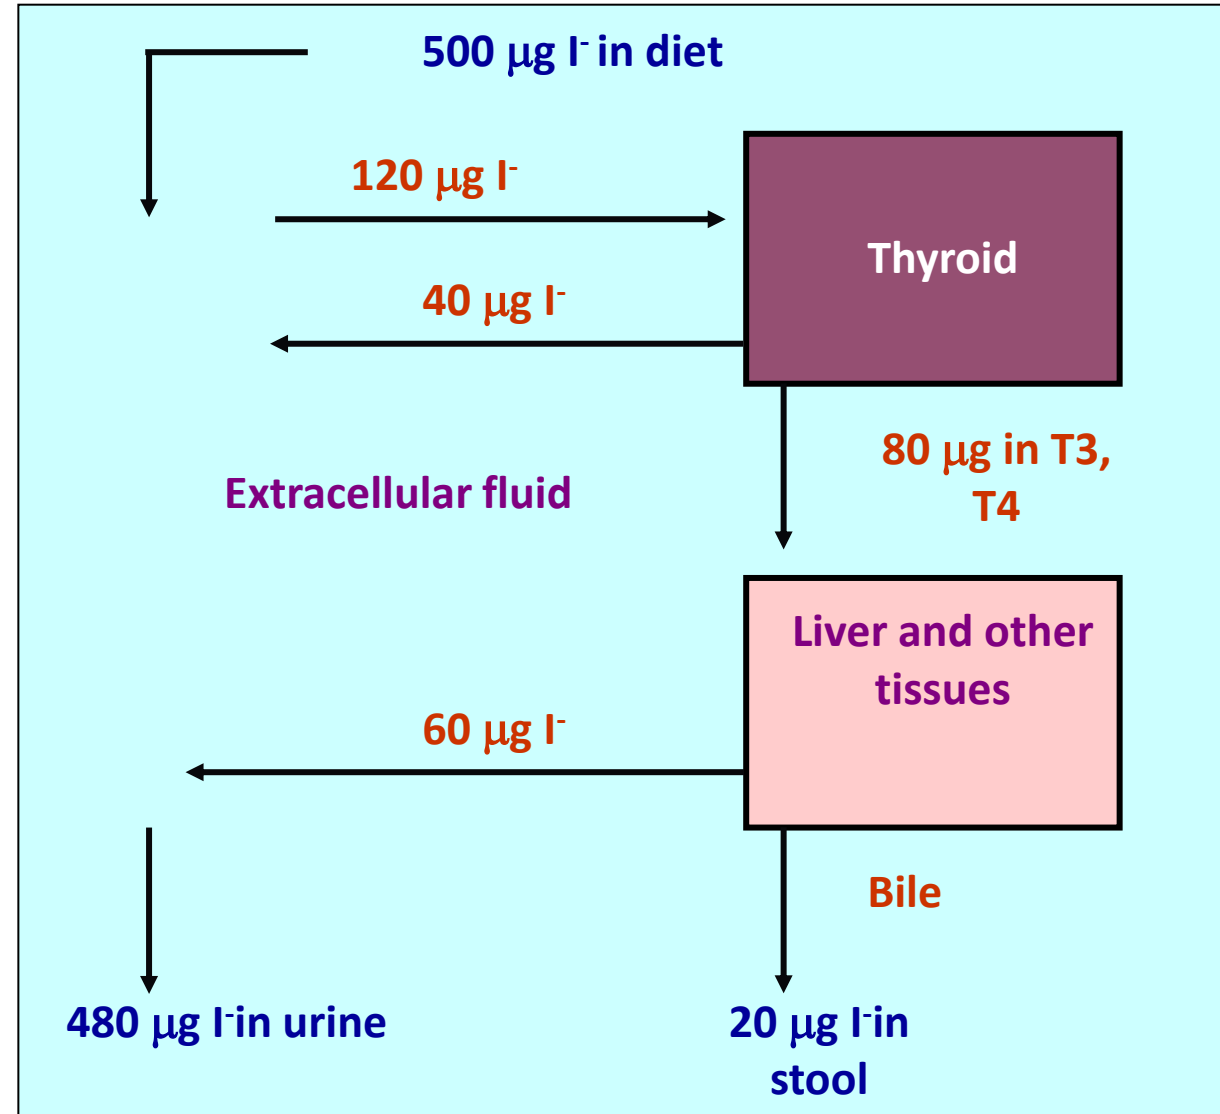 500 μg I⁻ in diet
120 μg I⁻
Thyroid
40 μg I⁻
80 μg in T3,
T4
Extracellular fluid
Liver and other
tissues
60 μg I⁻
Bile
480 μg I⁻in urine
20 μg I⁻in
stool